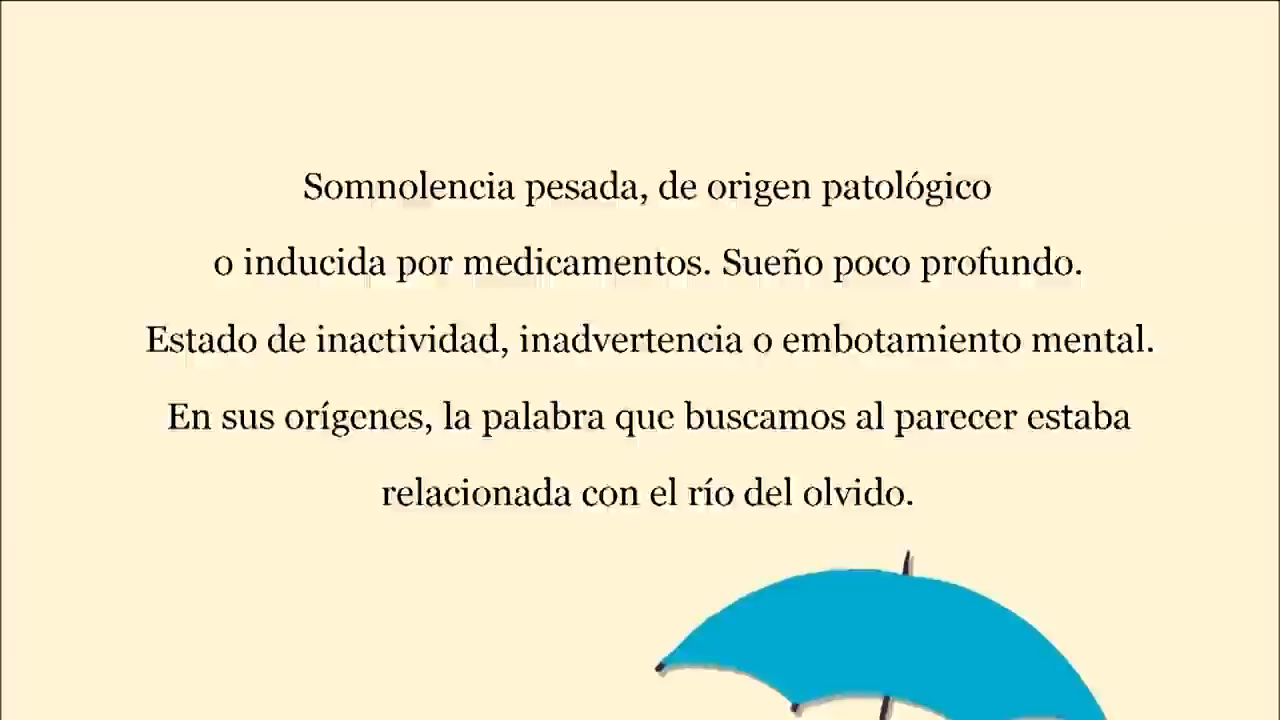 Somnolencia pesada, de origen patológico
o inducida por medicamentos. Sueño poco profundo.
Estado de inactividad, inadvertencia o embotamiento mental.
En sus orígenes, la palabra que buscamos al parecer estaba
relacionada con el río del olvido.